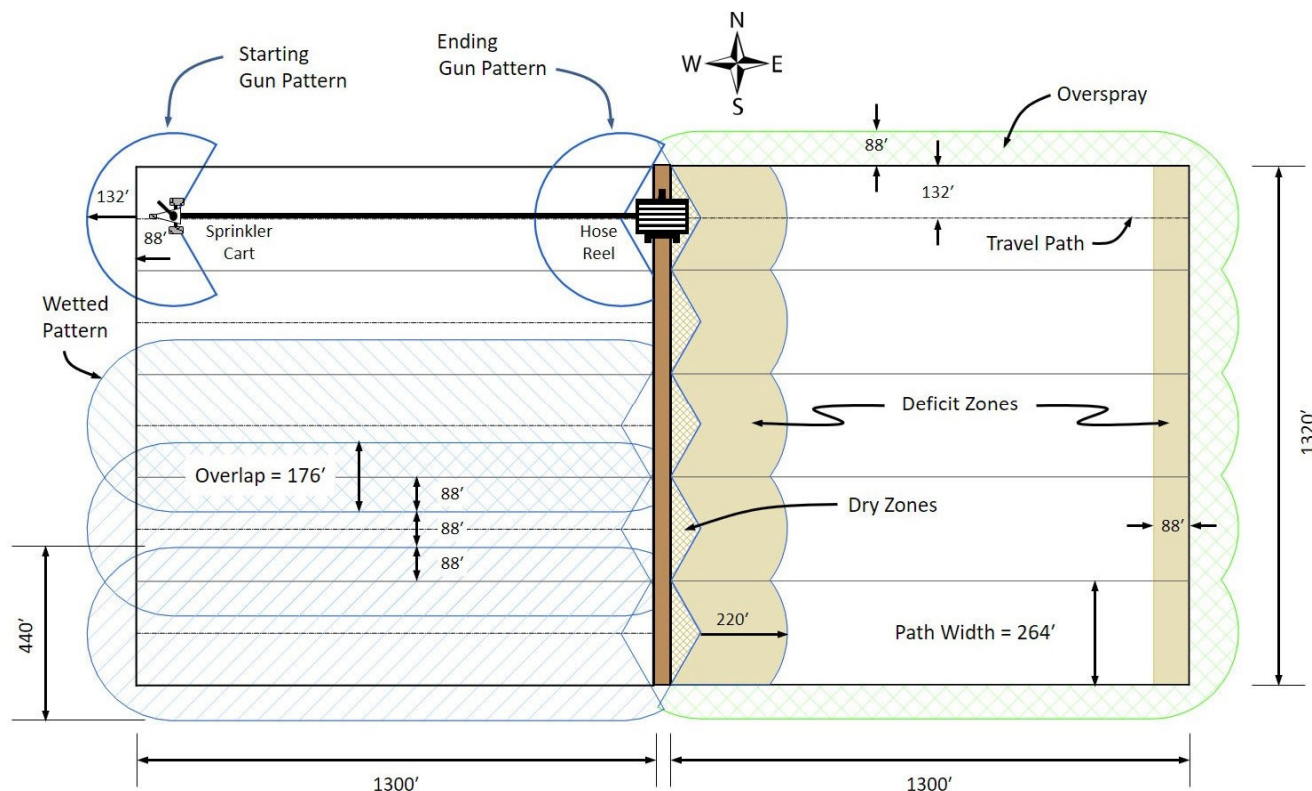 Starting
Gun Pattern
Ending
Gun Pattern
N
W
E
S
Overspray
88'
132'
132'
88'
Sprinkler
Cart
Hose
Reel
Travel Path
Wetted
Pattern
Deficit Zones
Overlap = 176'
88'
88'
88'
Dry Zones
88'
1320'
440'
220'
Path Width = 264'
1300'
1300'